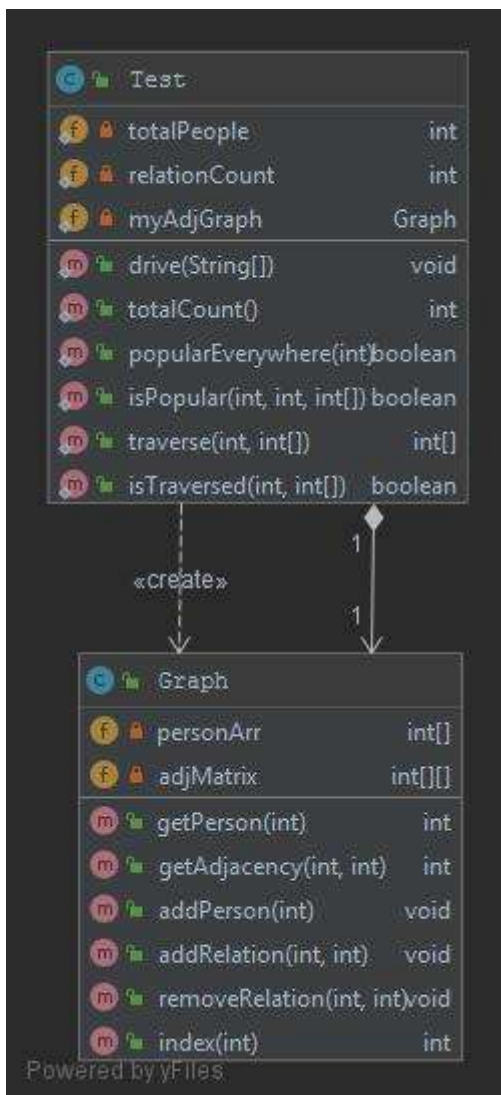 Test
totalPeople int
relationCount int
myAdjGraph Graph
drive(String[]) void
totalCount() int
popularEverywhere(int) boolean
isPopular(int, int, int[]) boolean
traverse(int, int[]) int[]
isTraversed(int, int[]) boolean
1
«create»
1
Graph
personArr int[]
adjMatrix int[][]
getPerson(int) int
getAdjacency(int, int) int
addPerson(int) void
addRelation(int, int) void
removeRelation(int, int) void
index(int) int
Powered by yFiles